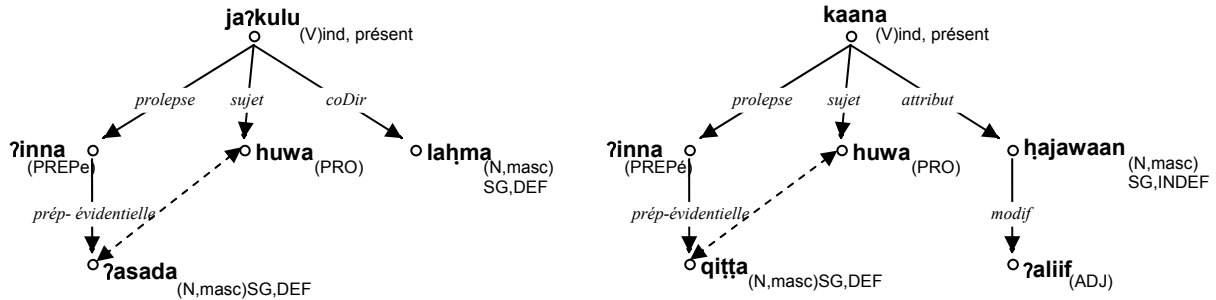 jaʔkulu
(V)ind, présent
prolepse sujet coDir
ʔinna
(PREPe)
huwa
(PRO)
laḥma
(N,masc)
SG,DEF
prép- évidentielle
ʔasada
(N,masc)SG,DEF
kaana
(V)ind, présent
prolepse sujet attribut
ʔinna
(PREPé)
huwa
(PRO)
ḥajawaan
(N,masc)
SG,INDEF
prép-évidentielle
modif
qiṭṭa
(N,masc)SG,DEF
ʔaliif
(ADJ)